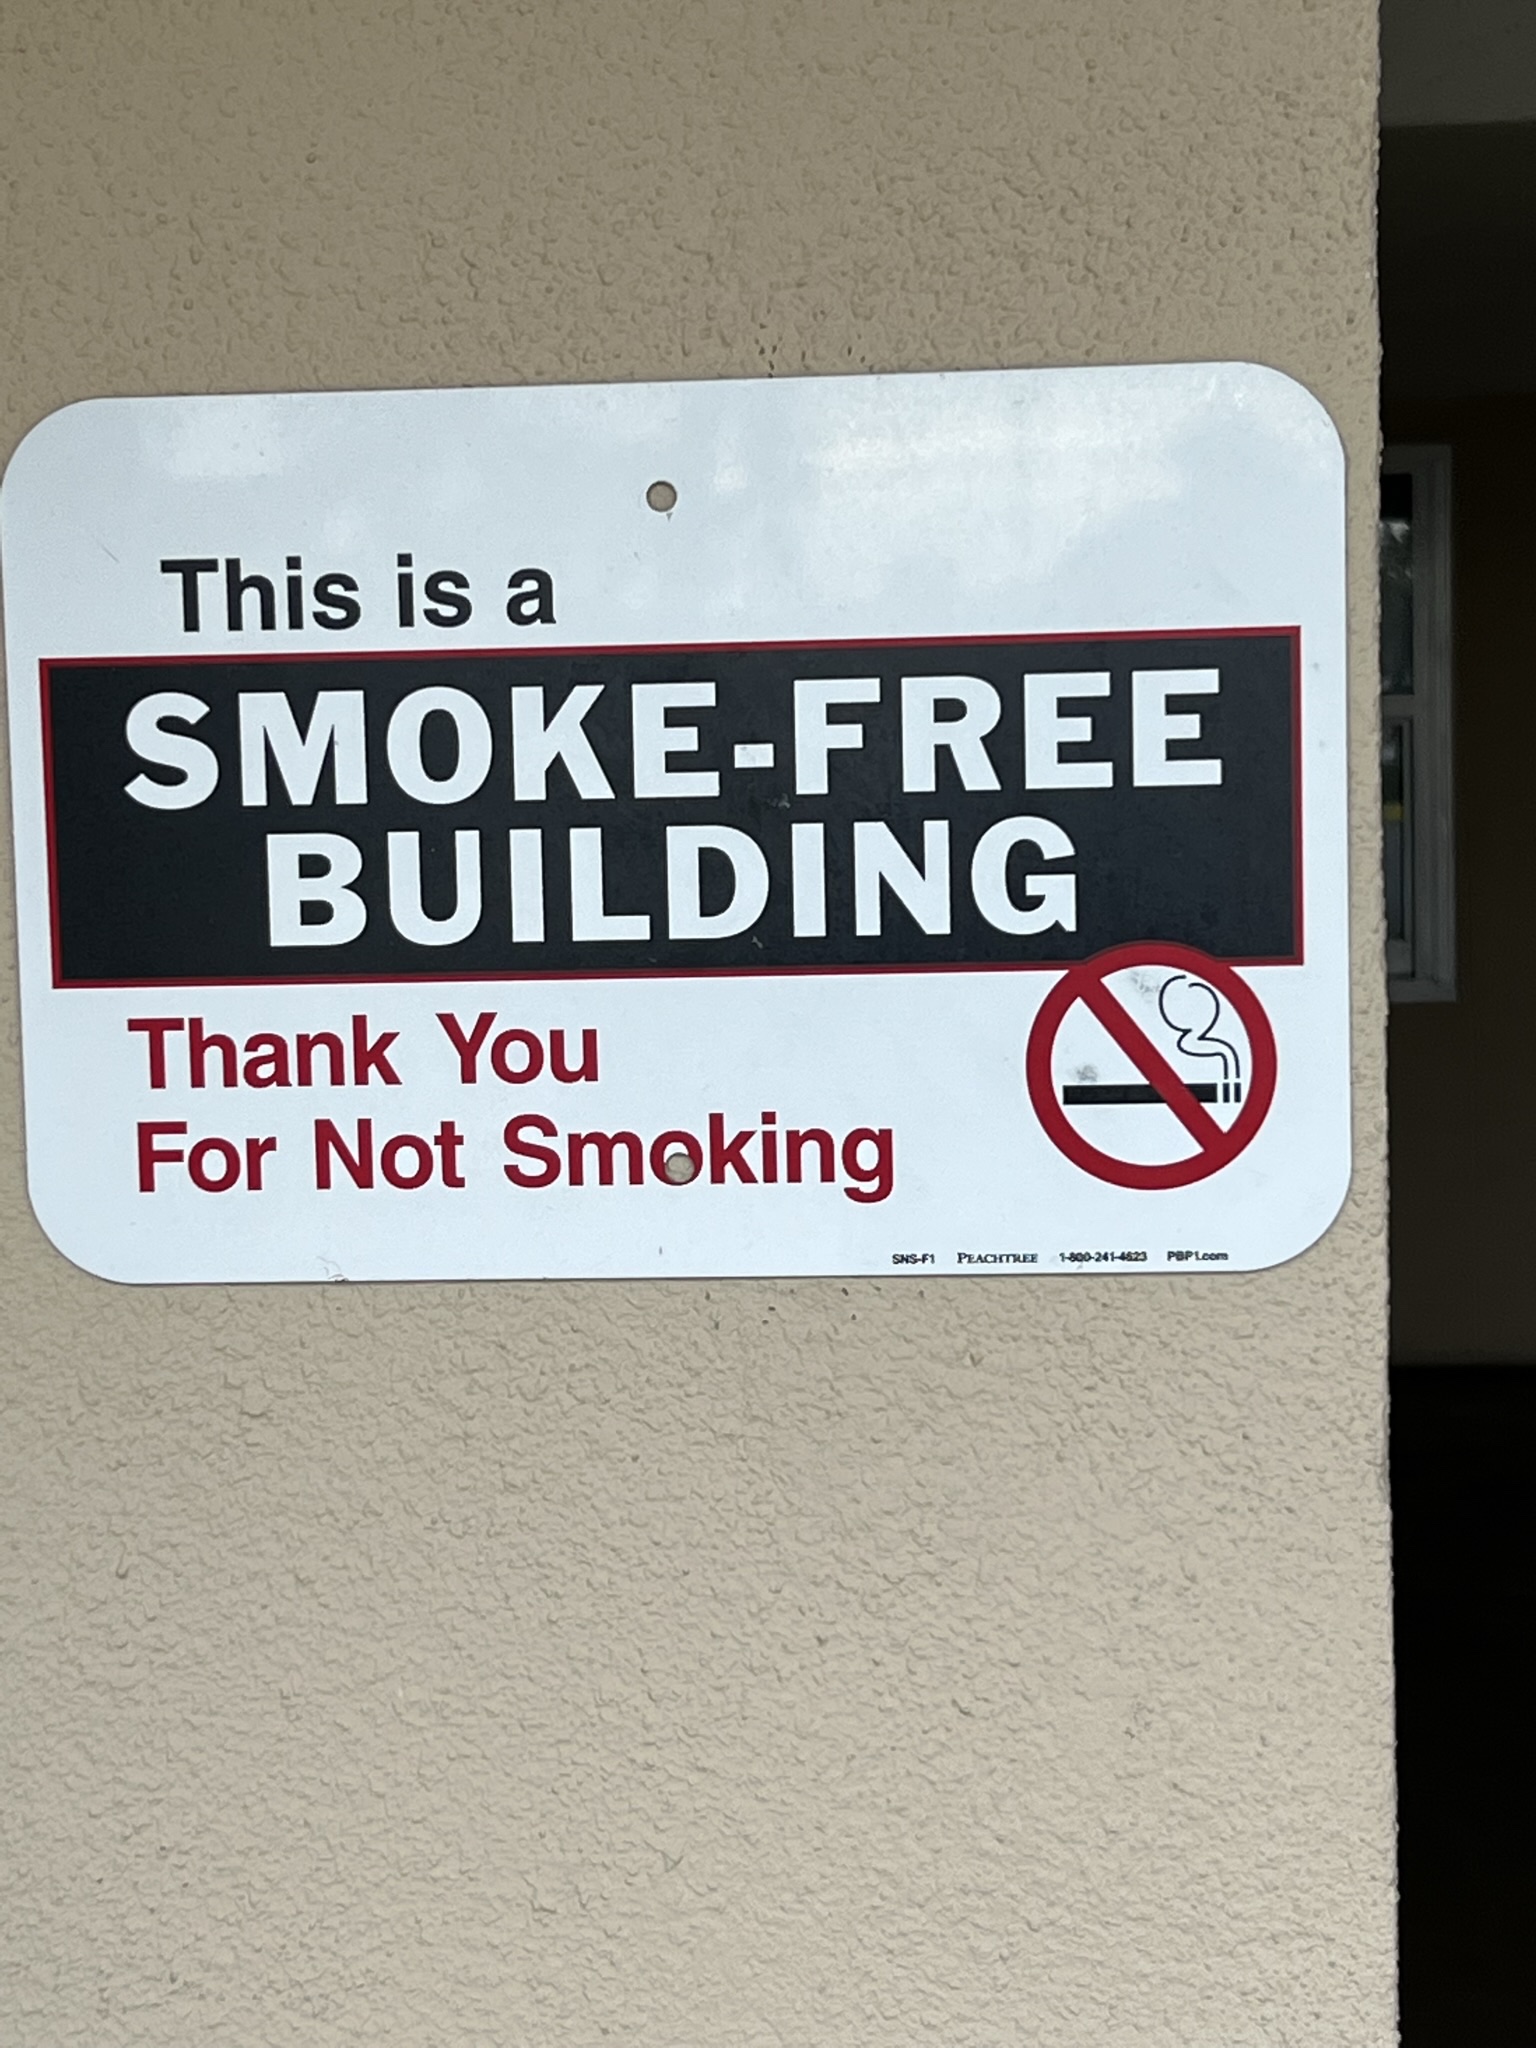 This is a
SMOKE-FREE
BUILDING
Thank You
For Not Smoking
SNS-F1 PEACHTREE 1-800-241-4623 PBP1.com